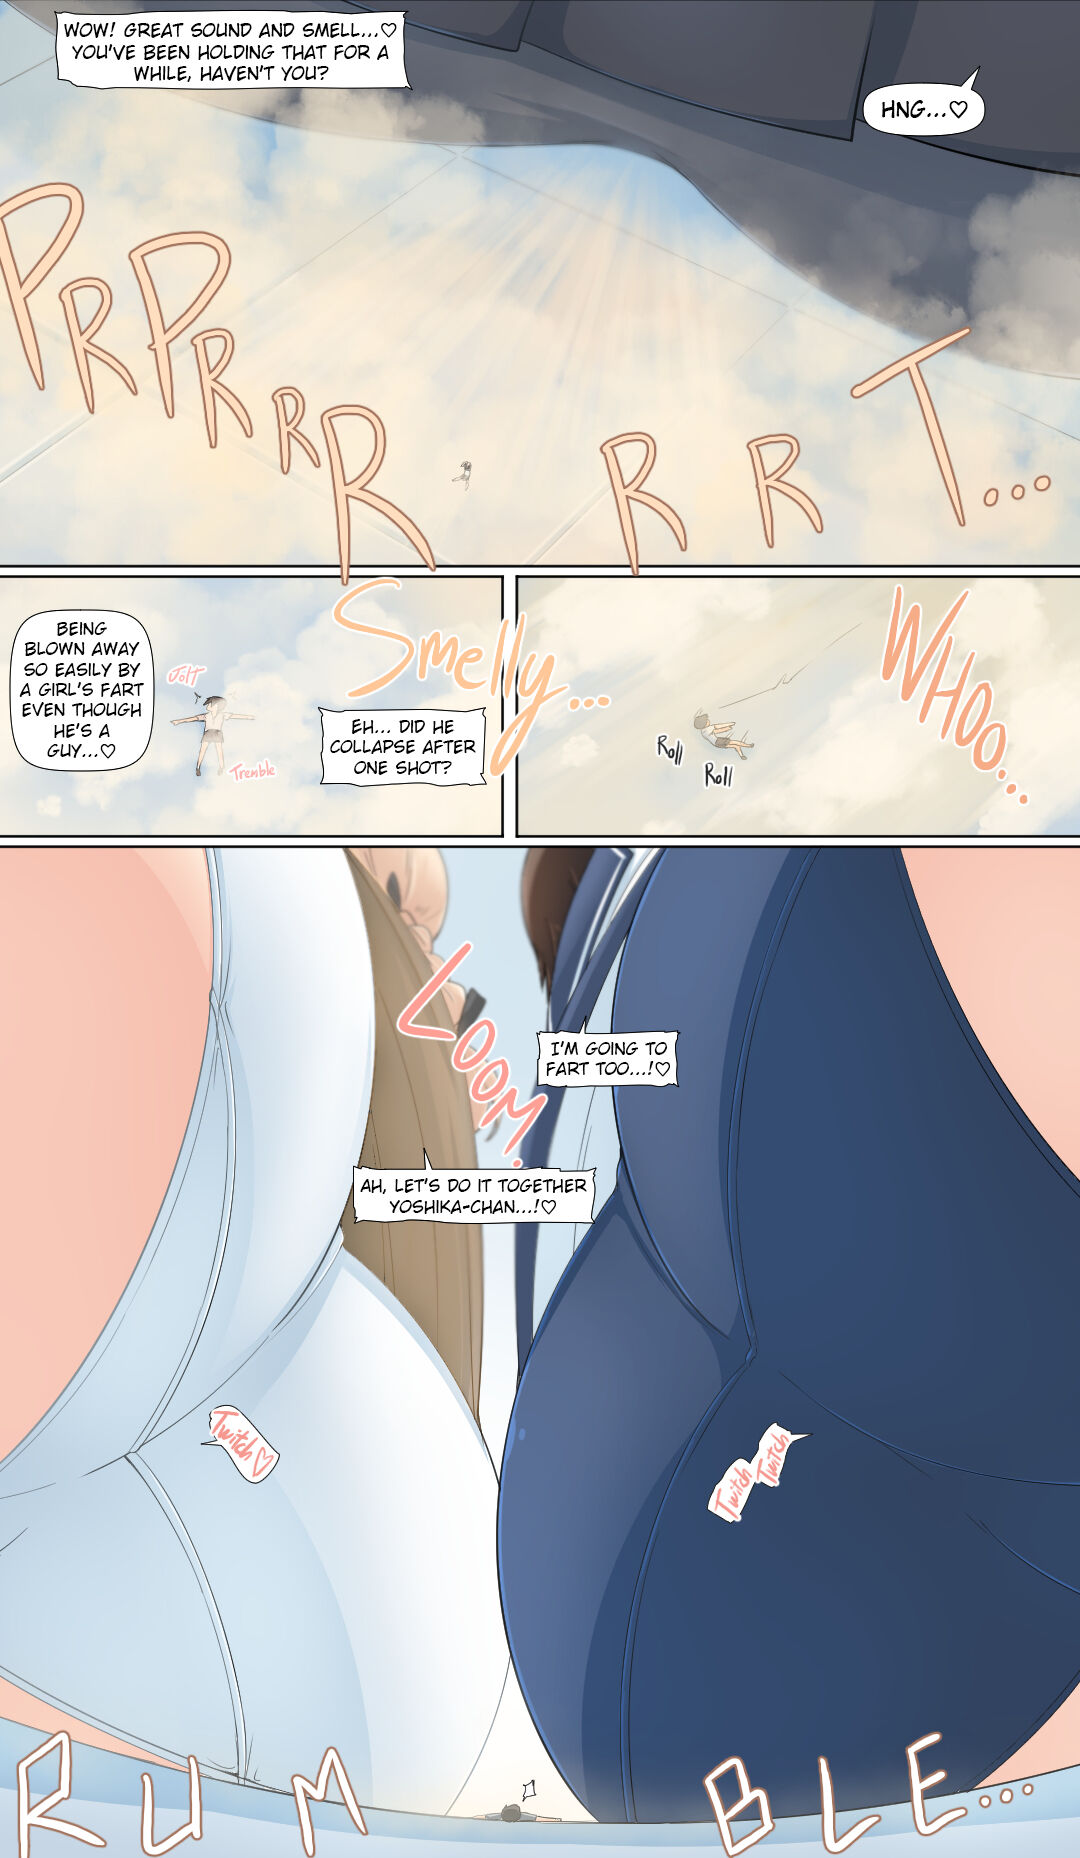 WOW! GREAT SOUND AND SMELL...♡
YOU'VE BEEN HOLDING THAT FOR A
WHILE, HAVEN'T YOU?
HNG...♡
PRPRRRRRT...
BEING
BLOWN AWAY
SO EASILY BY
A GIRL'S FART
EVEN THOUGH
HE'S A
GUY...♡
Jolt
Tremble
Smelly...
EH... DID HE
COLLAPSE AFTER
ONE SHOT?
WHOO...
Roll
Roll
LOOM.
I'M GOING TO
FART TOO...!♡
AH, LET'S DO IT TOGETHER
YOSHIKA-CHAN...!♡
Twitch♡
Twitch
Twitch
RUMBLE...